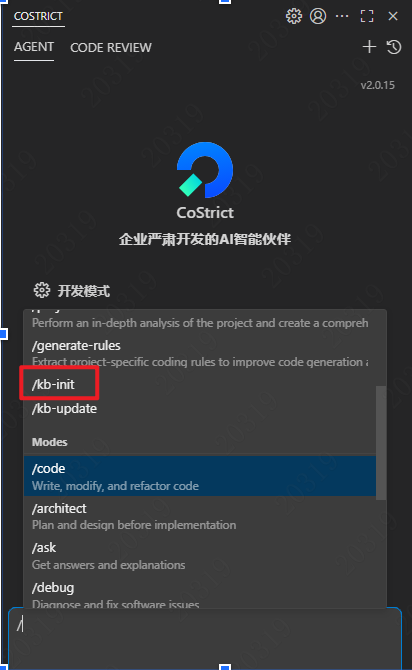 COSTRICT
AGENT CODE REVIEW
v2.0.15
CoStrict
企业严肃开发的AI智能伙伴
开发模式
Perform an in-depth analysis of the project and create a compreh
/generate-rules
Extract project-specific coding rules to improve code generation a
/kb-init
/kb-update
Modes
/code
Write, modify, and refactor code
/architect
Plan and design before implementation
/ask
Get answers and explanations
/debug
Diagnose and fix software issues
/